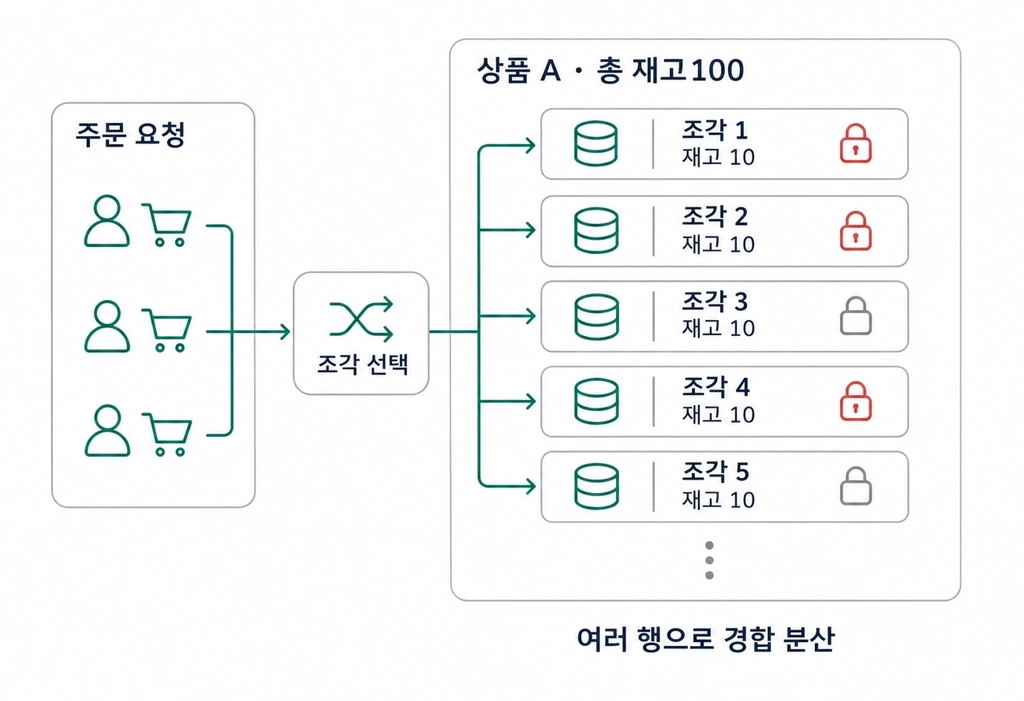 주문 요청
조각 선택
상품 A · 총 재고100
조각 1
재고 10
조각 2
재고 10
조각 3
재고 10
조각 4
재고 10
조각 5
재고 10
여러 행으로 경합 분산